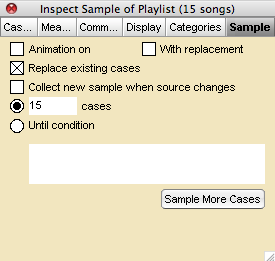 Inspect Sample of Playlist (15 songs)
Cas... Mea... Comm... Display Categories Sample
Animation on With replacement
Replace existing cases
Collect new sample when source changes
15 cases
Until condition
Sample More Cases